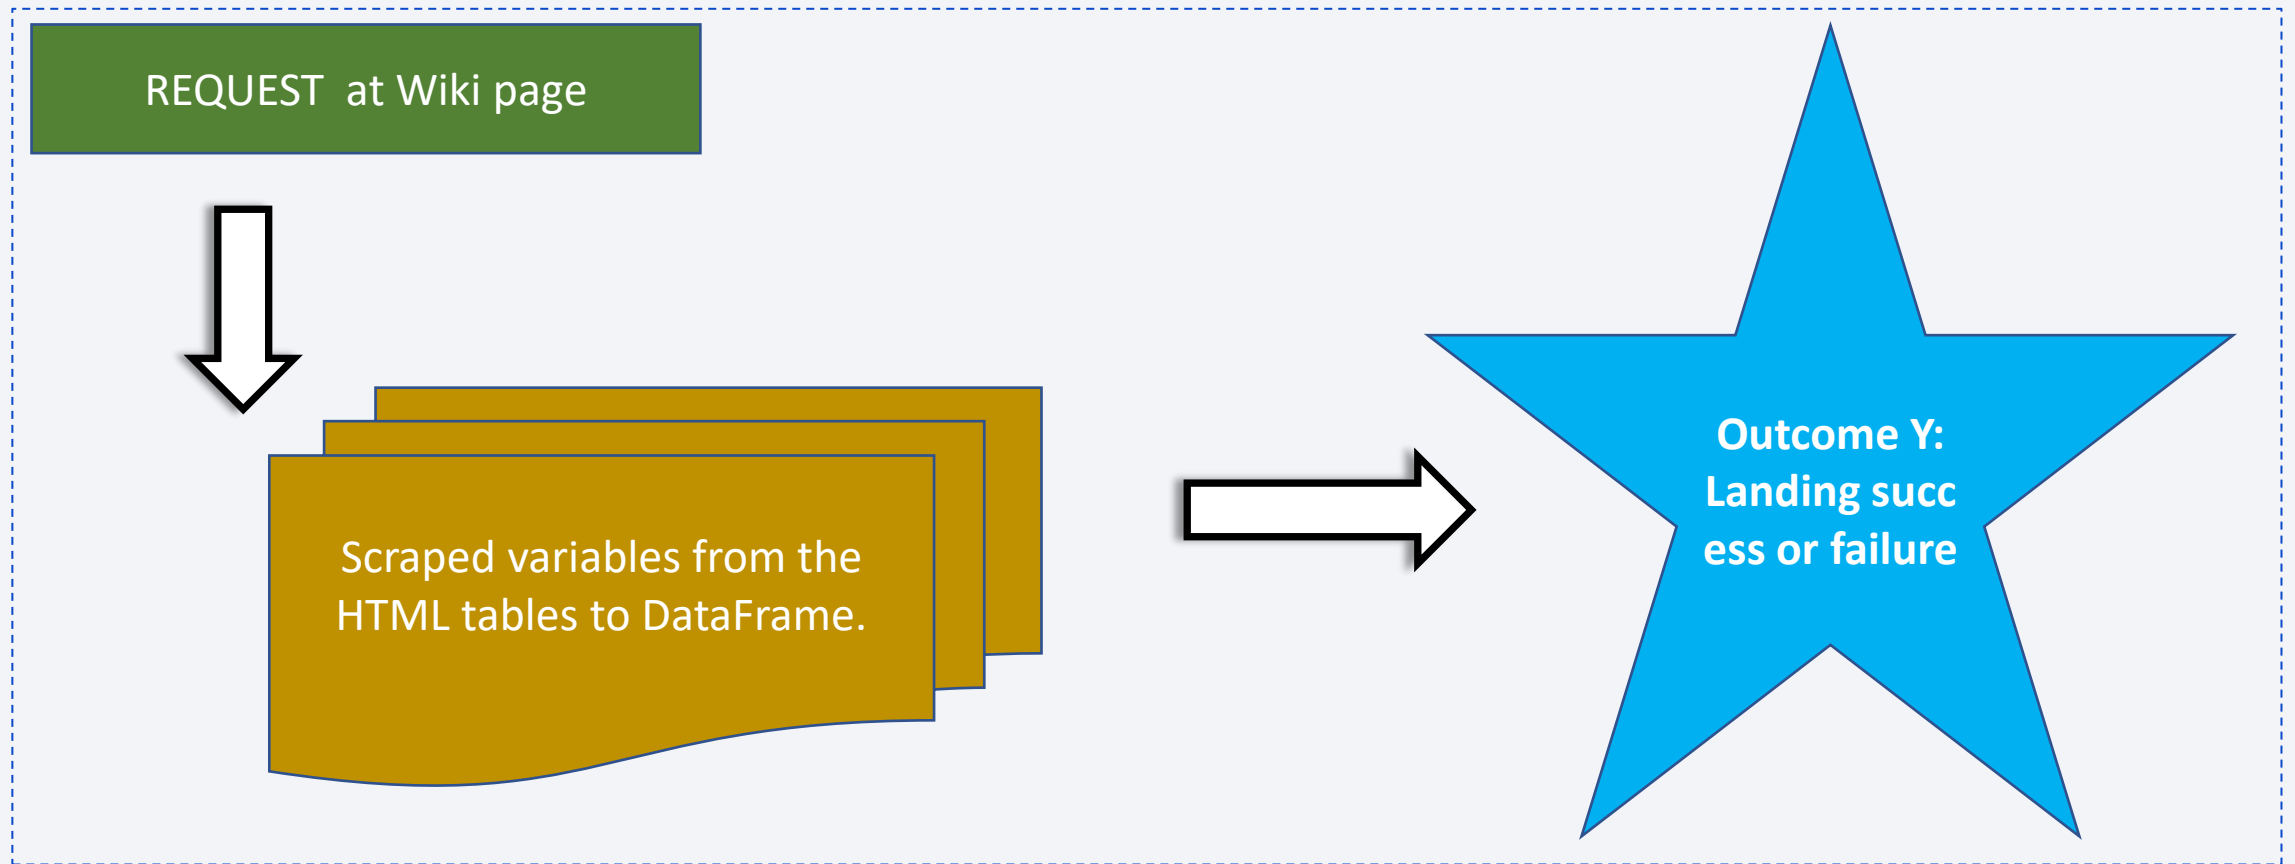 REQUEST  at Wiki page
Scraped variables from the
HTML tables to DataFrame.
Outcome Y:
Landing succ
ess or failure